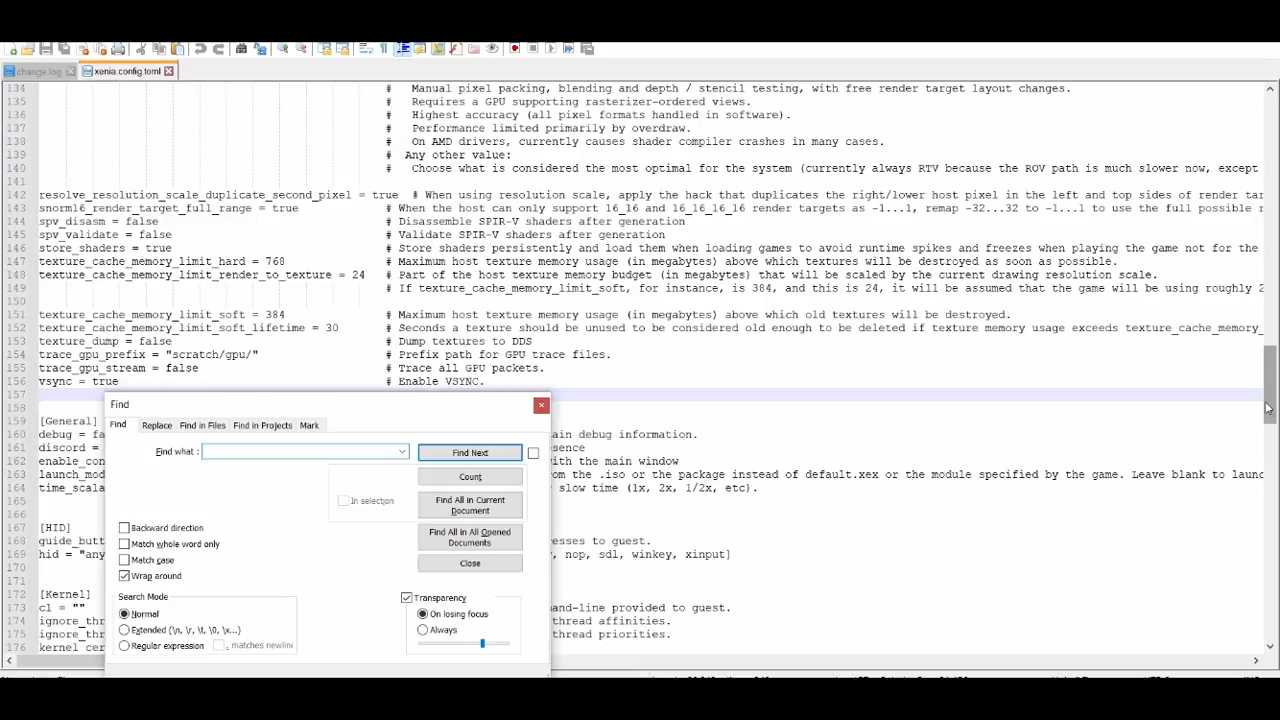 change log
xenia.config.toml
134 # Manual pixel packing, blending and depth / stencil testing, with free render target layout changes.
135 # Requires a GPU supporting rasterizer-ordered views.
136 # Highest accuracy (all pixel formats handled in software).
137 # Performance limited primarily by overdraw.
138 # On AMD drivers, currently causes shader compiler crashes in many cases.
139 # Any other value:
140 # Choose what is considered the most optimal for the system (currently always RTV because the ROV path is much slower now, except
141
142 resolve_resolution_scale_duplicate_second_pixel = true # When using resolution scale, apply the hack that duplicates the right/lower host pixel in the left and top sides of render tar
143 snorm16_render_target_full_range = true # When the host can only support 16_16 and 16_16_16_16 render targets as -1...1, remap -32...32 to -1...1 to use the full possible r
144 spv_disasm = false # Disassemble SPIR-V shaders after generation
145 spv_validate = false # Validate SPIR-V shaders after generation
146 store_shaders = true # Store shaders persistently and load them when loading games to avoid runtime spikes and freezes when playing the game not for the
147 texture_cache_memory_limit_hard = 768 # Maximum host texture memory usage (in megabytes) above which textures will be destroyed as soon as possible.
148 texture_cache_memory_limit_render_to_texture = 24 # Part of the host texture memory budget (in megabytes) that will be scaled by the current drawing resolution scale.
149 # If texture_cache_memory_limit_soft, for instance, is 384, and this is 24, it will be assumed that the game will be using roughly 2
150
151 texture_cache_memory_limit_soft = 384 # Maximum host texture memory usage (in megabytes) above which old textures will be destroyed.
152 texture_cache_memory_limit_soft_lifetime = 30 # Seconds a texture should be unused to be considered old enough to be deleted if texture memory usage exceeds texture_cache_memory_
153 texture_dump = false # Dump textures to DDS
154 trace_gpu_prefix = "scratch/gpu/" # Prefix path for GPU trace files.
155 trace_gpu_stream = false # Trace all GPU packets.
156 vsync = true # Enable VSYNC.
157
158
159 [General]
160 debug = fa ain debug information.
161 discord = esence
162 enable_con with the main window
163 launch_mod from the .iso or the package instead of default.xex or the module specified by the game. Leave blank to launc
164 time_scala r slow time (1x, 2x, 1/2x, etc).
165
166
167 [HID]
168 guide_butt esses to guest.
169 hid = "any , nop, sdl, winkey, xinput]
170
171
172 [Kernel]
173 cl = "" and-line provided to guest.
174 ignore_thr thread affinities.
175 ignore_thr thread priorities.
176 kernel_cer
Find
Find Replace Find in Files Find in Projects Mark
Find what :
Find Next
Count
In selection
Find All in Current Document
Backward direction
Find All in All Opened Documents
Match whole word only
Match case
Close
Wrap around
Search Mode
Transparency
Normal
On losing focus
Extended (\n, \r, \t, \0, \x...)
Always
Regular expression
. matches newline